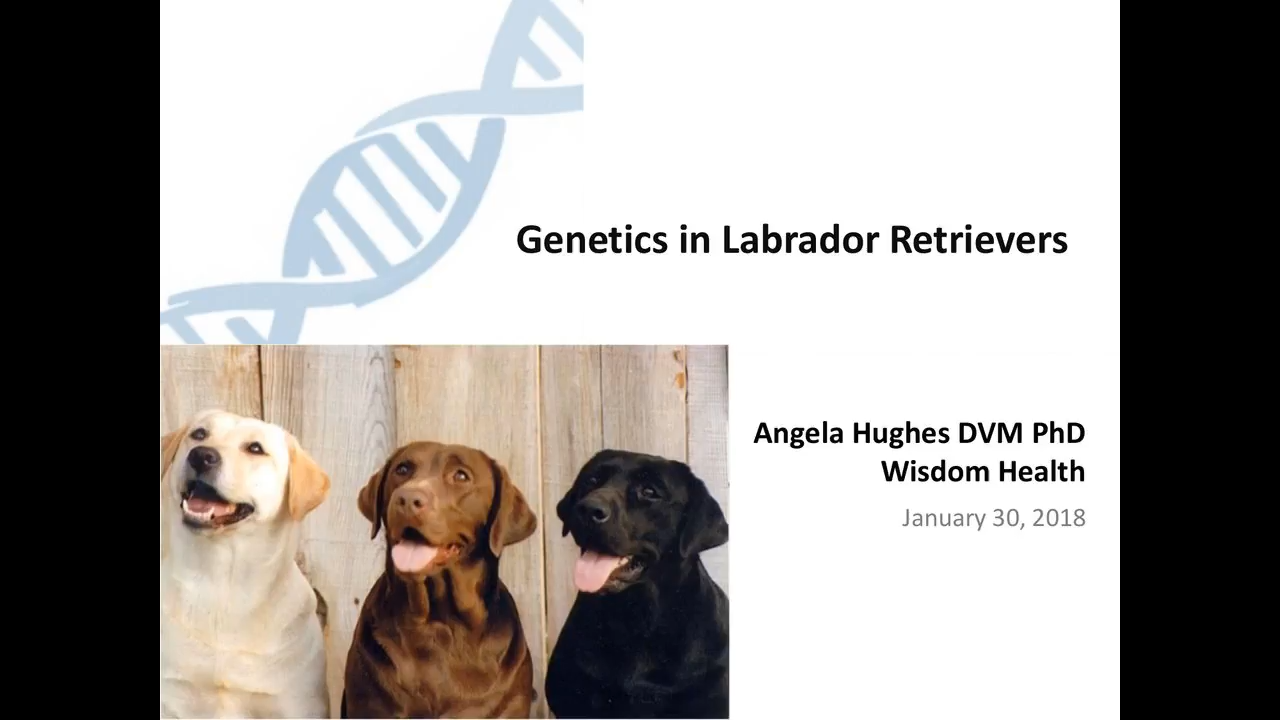 Genetics in Labrador Retrievers
Angela Hughes DVM PhD
Wisdom Health
January 30, 2018